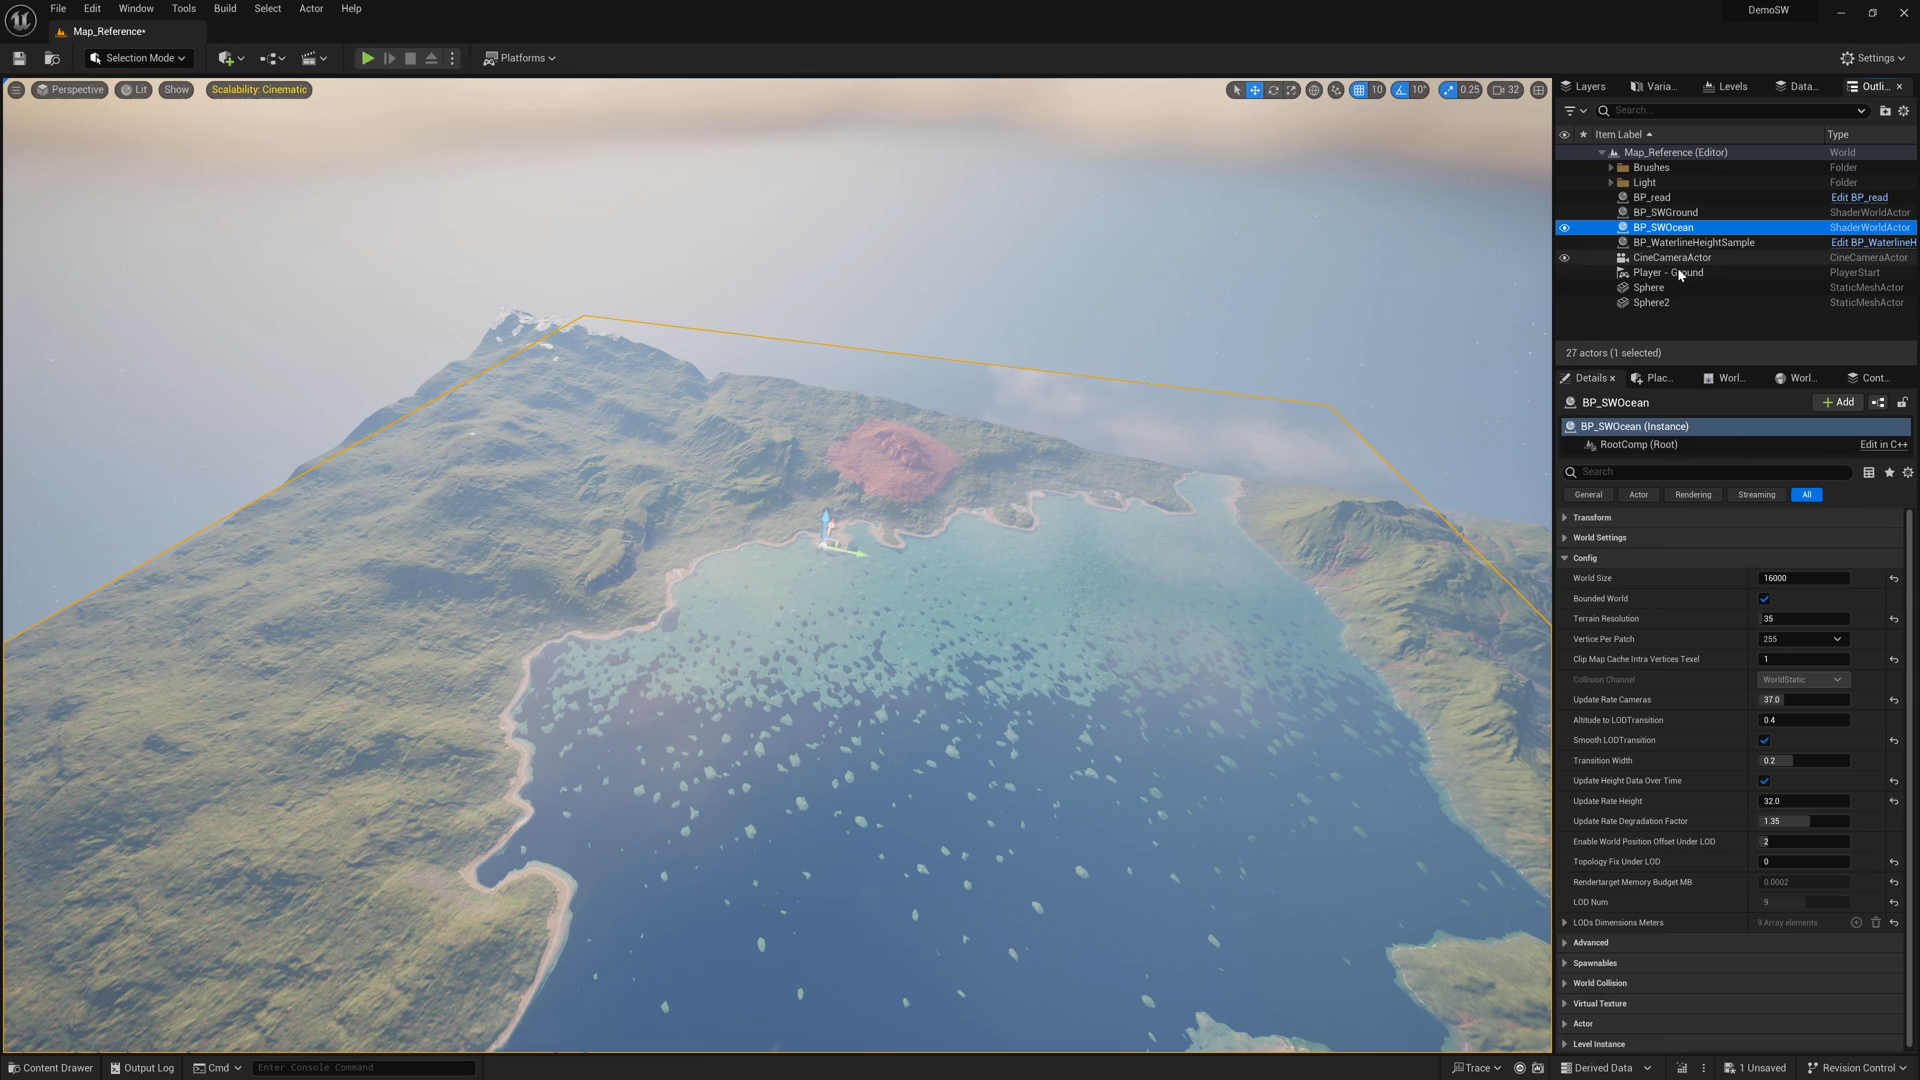 File Edit Window Tools Build Select Actor Help
DemoSW
Map_Reference*
Selection Mode
Platforms
Settings
Perspective Lit Show Scalability: Cinematic
10 10° 0.25 32
Layers Varia... Levels Data... Outli...
Search...
Item Label Type
Map_Reference (Editor) World
Brushes Folder
Light Folder
BP_read Edit BP_read
BP_SWGround ShaderWorldActor
BP_SWOcean ShaderWorldActor
BP_WaterlineHeightSample Edit BP_WaterlineH
CineCameraActor CineCameraActor
Player - Ground PlayerStart
Sphere StaticMeshActor
Sphere2 StaticMeshActor
27 actors (1 selected)
Details Plac... Worl... Worl... Cont...
BP_SWOcean Add
BP_SWOcean (Instance)
RootComp (Root) Edit in C++
Search
General Actor Rendering Streaming All
Transform
World Settings
Config
World Size 16000
Bounded World
Terrain Resolution 35
Vertice Per Patch 255
Clip Map Cache Intra Vertices Texel 1
Collision Channel WorldStatic
Update Rate Cameras 37.0
Altitude to LODTransition 0.4
Smooth LODTransition
Transition Width 0.2
Update Height Data Over Time
Update Rate Height 32.0
Update Rate Degradation Factor 1.35
Enable World Position Offset Under LOD 2
Topology Fix Under LOD 0
Rendertarget Memory Budget MB 0.0002
LOD Num 9
LODs Dimensions Meters 9 Array elements
Advanced
Spawnables
World Collision
Virtual Texture
Actor
Level Instance
Content Drawer Output Log Cmd Enter Console Command Trace Derived Data 1 Unsaved Revision Control